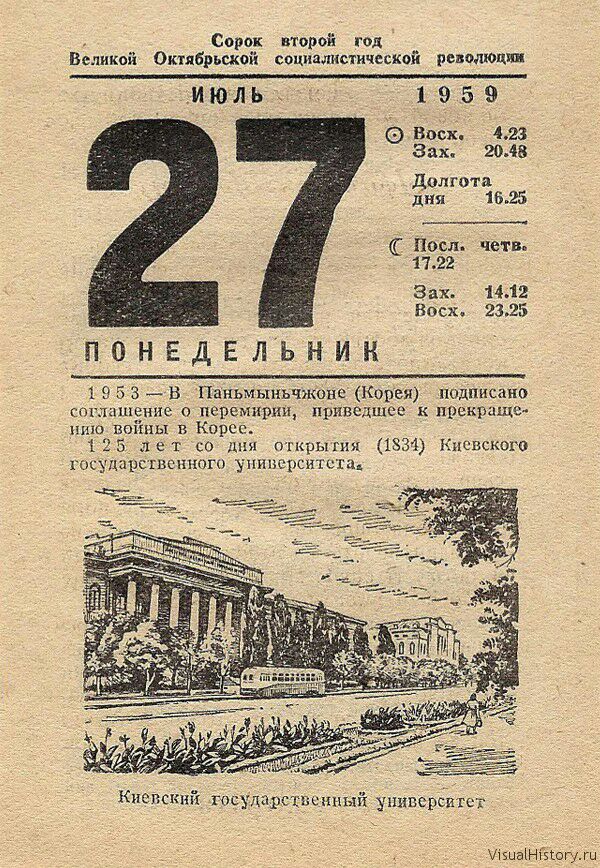 Сорок второй год
Великой Октябрьской социалистической революции
ИЮЛЬ 1959
27
Восх. 4.23
Зах. 20.48
Долгота
дня 16.25
Посл. четв.
17.22
Зах. 14.12
Восх. 23.25
ПОНЕДЕЛЬНИК
1953 — В Паньмыньчжоне (Корея) подписано
соглашение о перемирии, приведшее к прекраще-
нию войны в Корее.
125 лет со дня открытия (1834) Киевского
государственного университета.
Киевский государственный университет
VisualHistory.ru